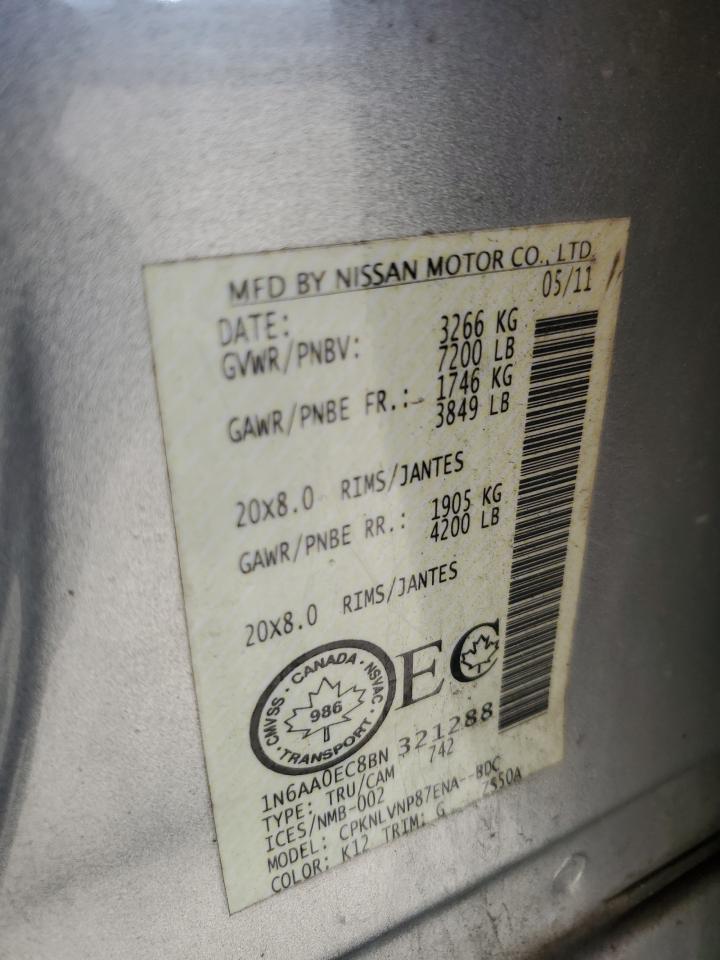 MFD BY NISSAN MOTOR CO., LTD.
DATE: 05/11
GVWR/PNBV: 3266 KG
7200 LB
GAWR/PNBE FR.: 1746 KG
3849 LB
20X8.0 RIMS/JANTES
GAWR/PNBE RR.: 1905 KG
4200 LB
20X8.0 RIMS/JANTES
CMVSS · CANADA · NSVAC
986
· TRANSPORT ·
EC
1N6AA0EC8BN 321288
TYPE: TRU/CAM 742
ICES/NMB-002
MODEL: CPKNLVNP87ENA--BDC
COLOR: K12 TRIM: G 7S50A